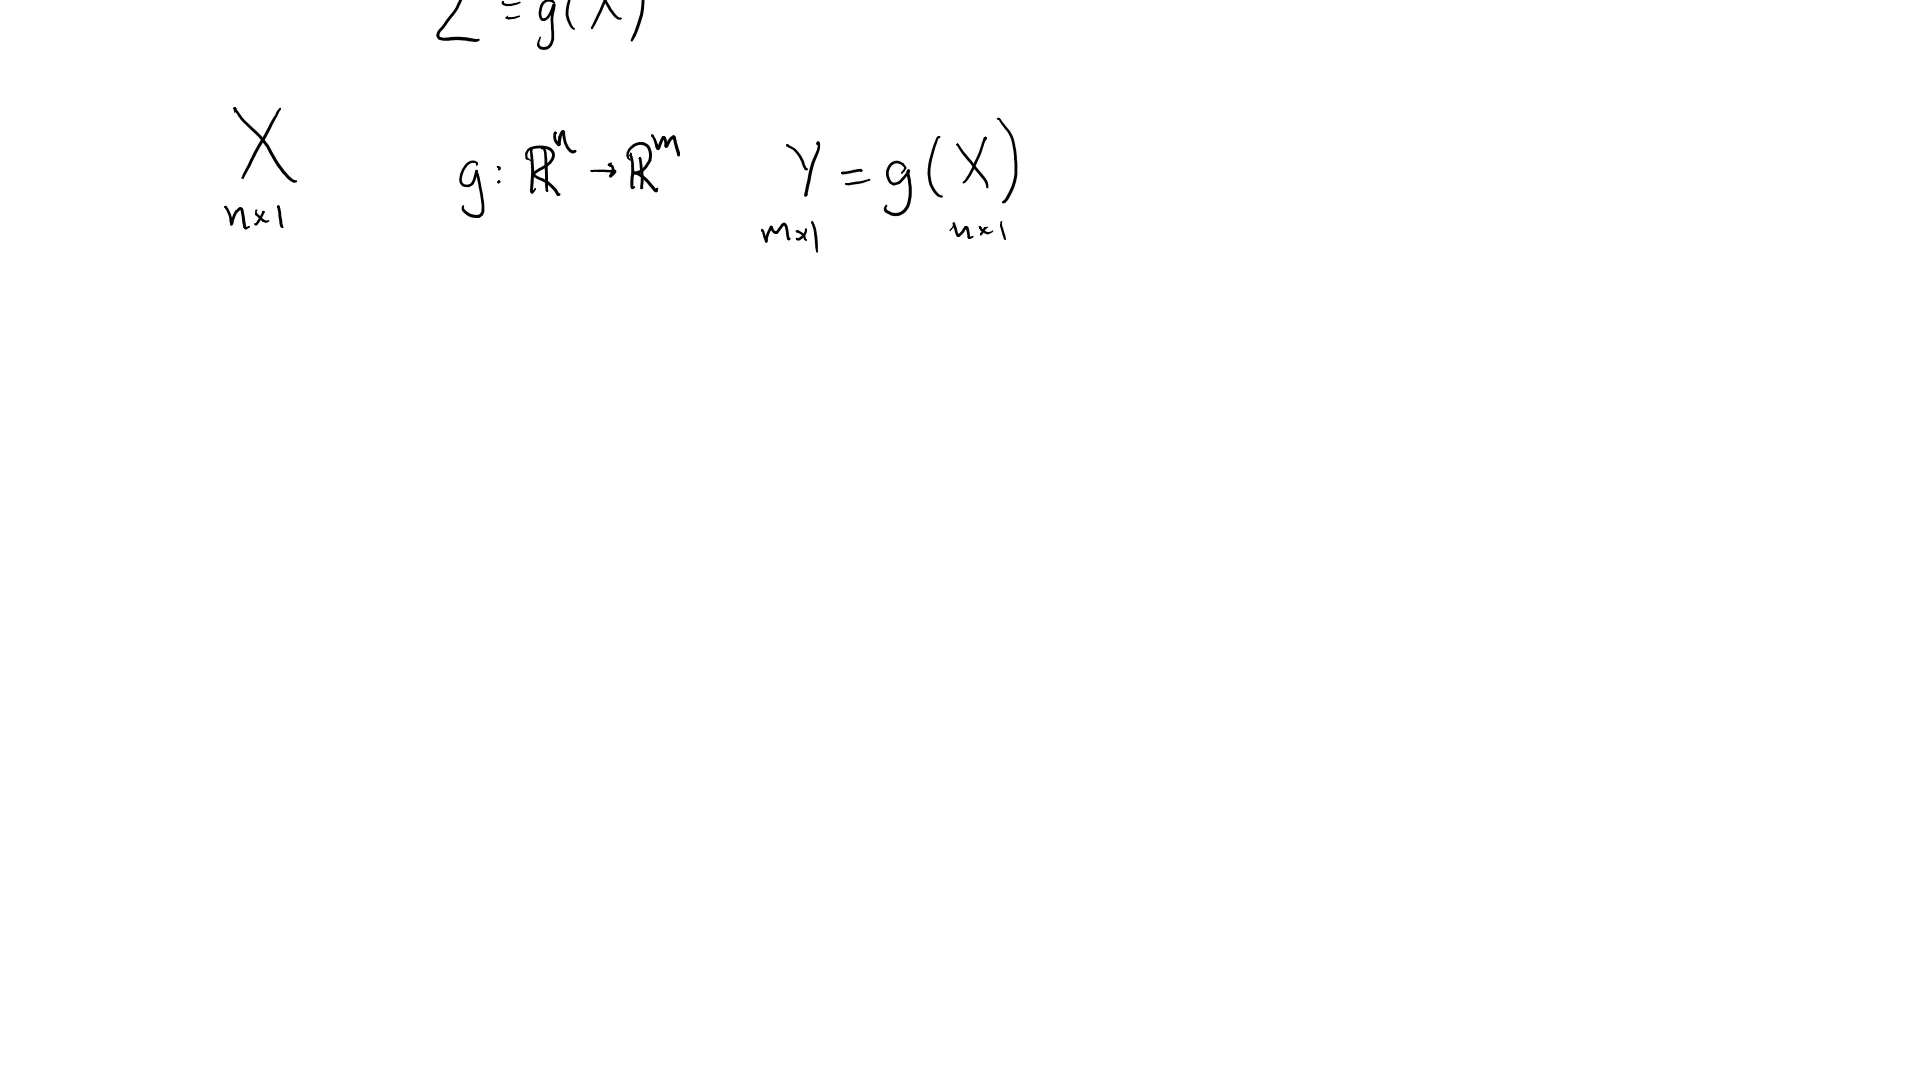 Z = g(X)
X g: ℝⁿ → ℝᵐ Y = g(X)
n×1 m×1 n×1